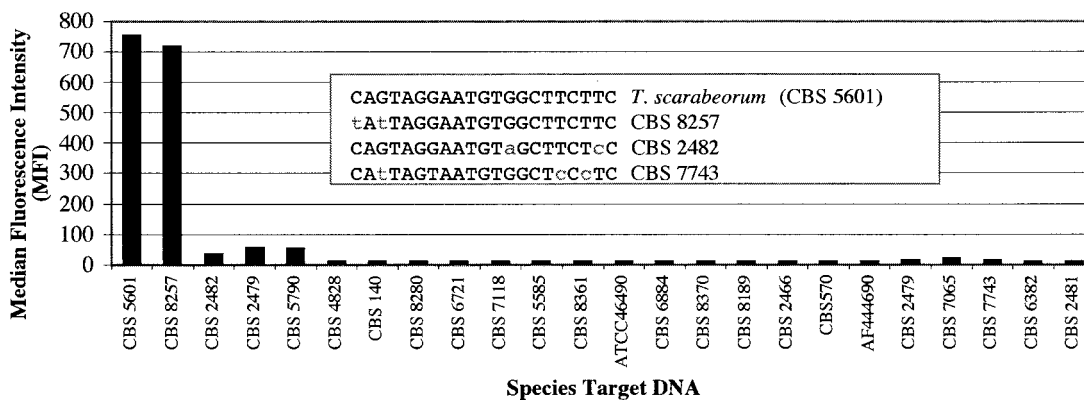 Median Fluorescence Intensity
(MFI)
800
700
600
500
400
300
200
100
0
CAGTAGGAATGTGGCTTCTTC T. scarabeorum (CBS 5601)
tAtTAGGAATGTGGCTTCTTC CBS 8257
CAGTAGGAATGTaGCTTCTcC CBS 2482
CAtTAGTAATGTGGCTcCcTC CBS 7743
CBS 5601
CBS 8257
CBS 2482
CBS 2479
CBS 5790
CBS 4828
CBS 140
CBS 8280
CBS 6721
CBS 7118
CBS 5585
CBS 8361
ATCC46490
CBS 6884
CBS 8370
CBS 8189
CBS 2466
CBS570
AF444690
CBS 2479
CBS 7065
CBS 7743
CBS 6382
CBS 2481
Species Target DNA